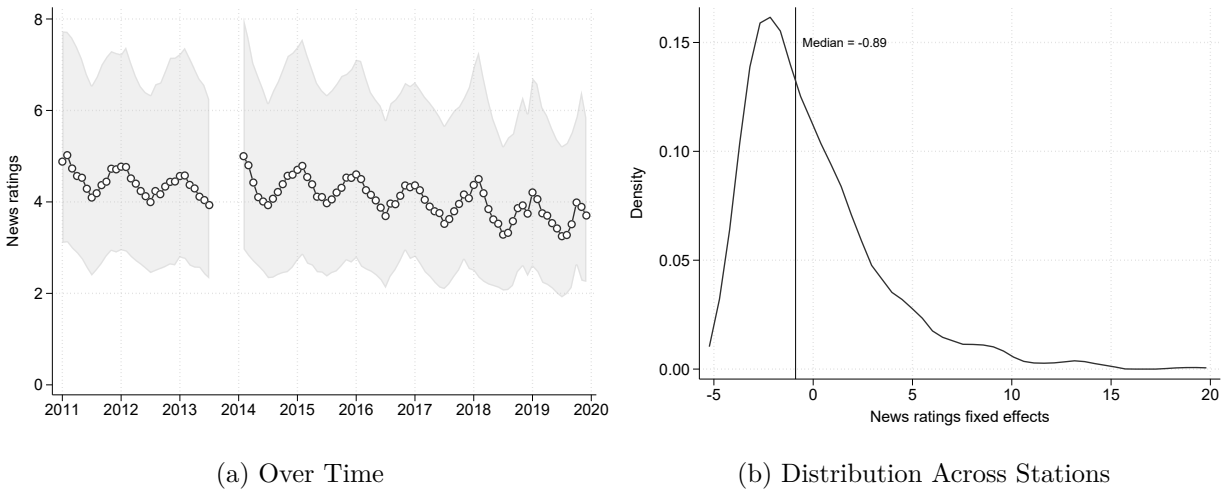 News ratings
8
6
4
2
0
2011 2012 2013 2014 2015 2016 2017 2018 2019 2020
(a) Over Time
Density
0.15
0.10
0.05
0.00
Median = -0.89
-5 0 5 10 15 20
News ratings fixed effects
(b) Distribution Across Stations